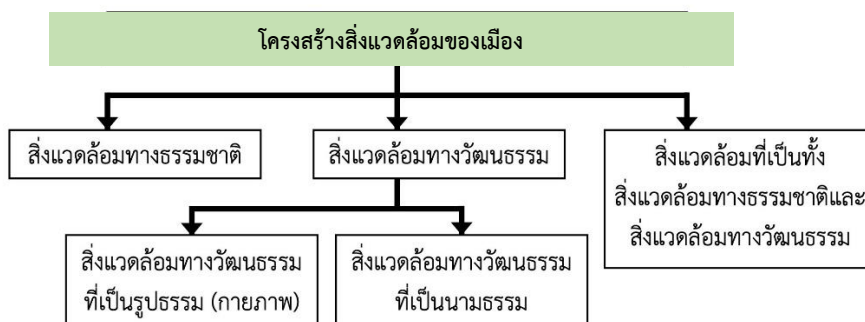 โครงสร้างสิ่งแวดล้อมของเมือง
สิ่งแวดล้อมทางธรรมชาติ
สิ่งแวดล้อมทางวัฒนธรรม
สิ่งแวดล้อมที่เป็นทั้ง
สิ่งแวดล้อมทางธรรมชาติและ
สิ่งแวดล้อมทางวัฒนธรรม
สิ่งแวดล้อมทางวัฒนธรรม
ที่เป็นรูปธรรม (กายภาพ)
สิ่งแวดล้อมทางวัฒนธรรม
ที่เป็นนามธรรม